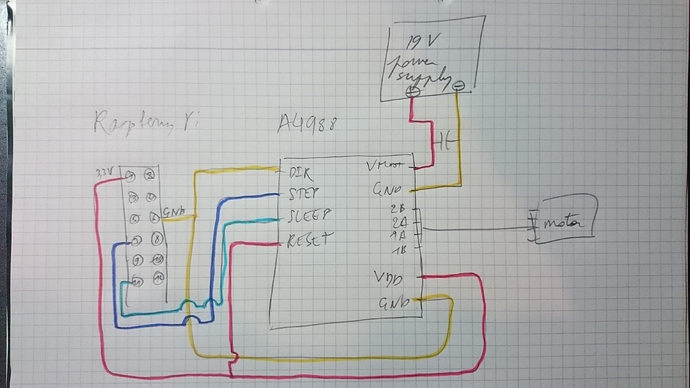 19 V
power
supply
Raspberry Pi
A4988
3,3V
GND
DIR
STEP
SLEEP
RESET
VMOT
GND
2B
2A
1A
1B
VDD
GND
motor